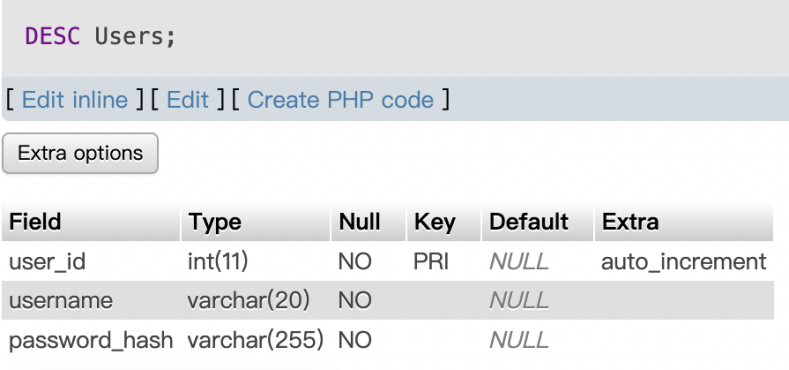 DESC Users;
[ Edit inline ] [ Edit ] [ Create PHP code ]
Extra options
Field Type Null Key Default Extra
user_id int(11) NO PRI NULL auto_increment
username varchar(20) NO NULL
password_hash varchar(255) NO NULL